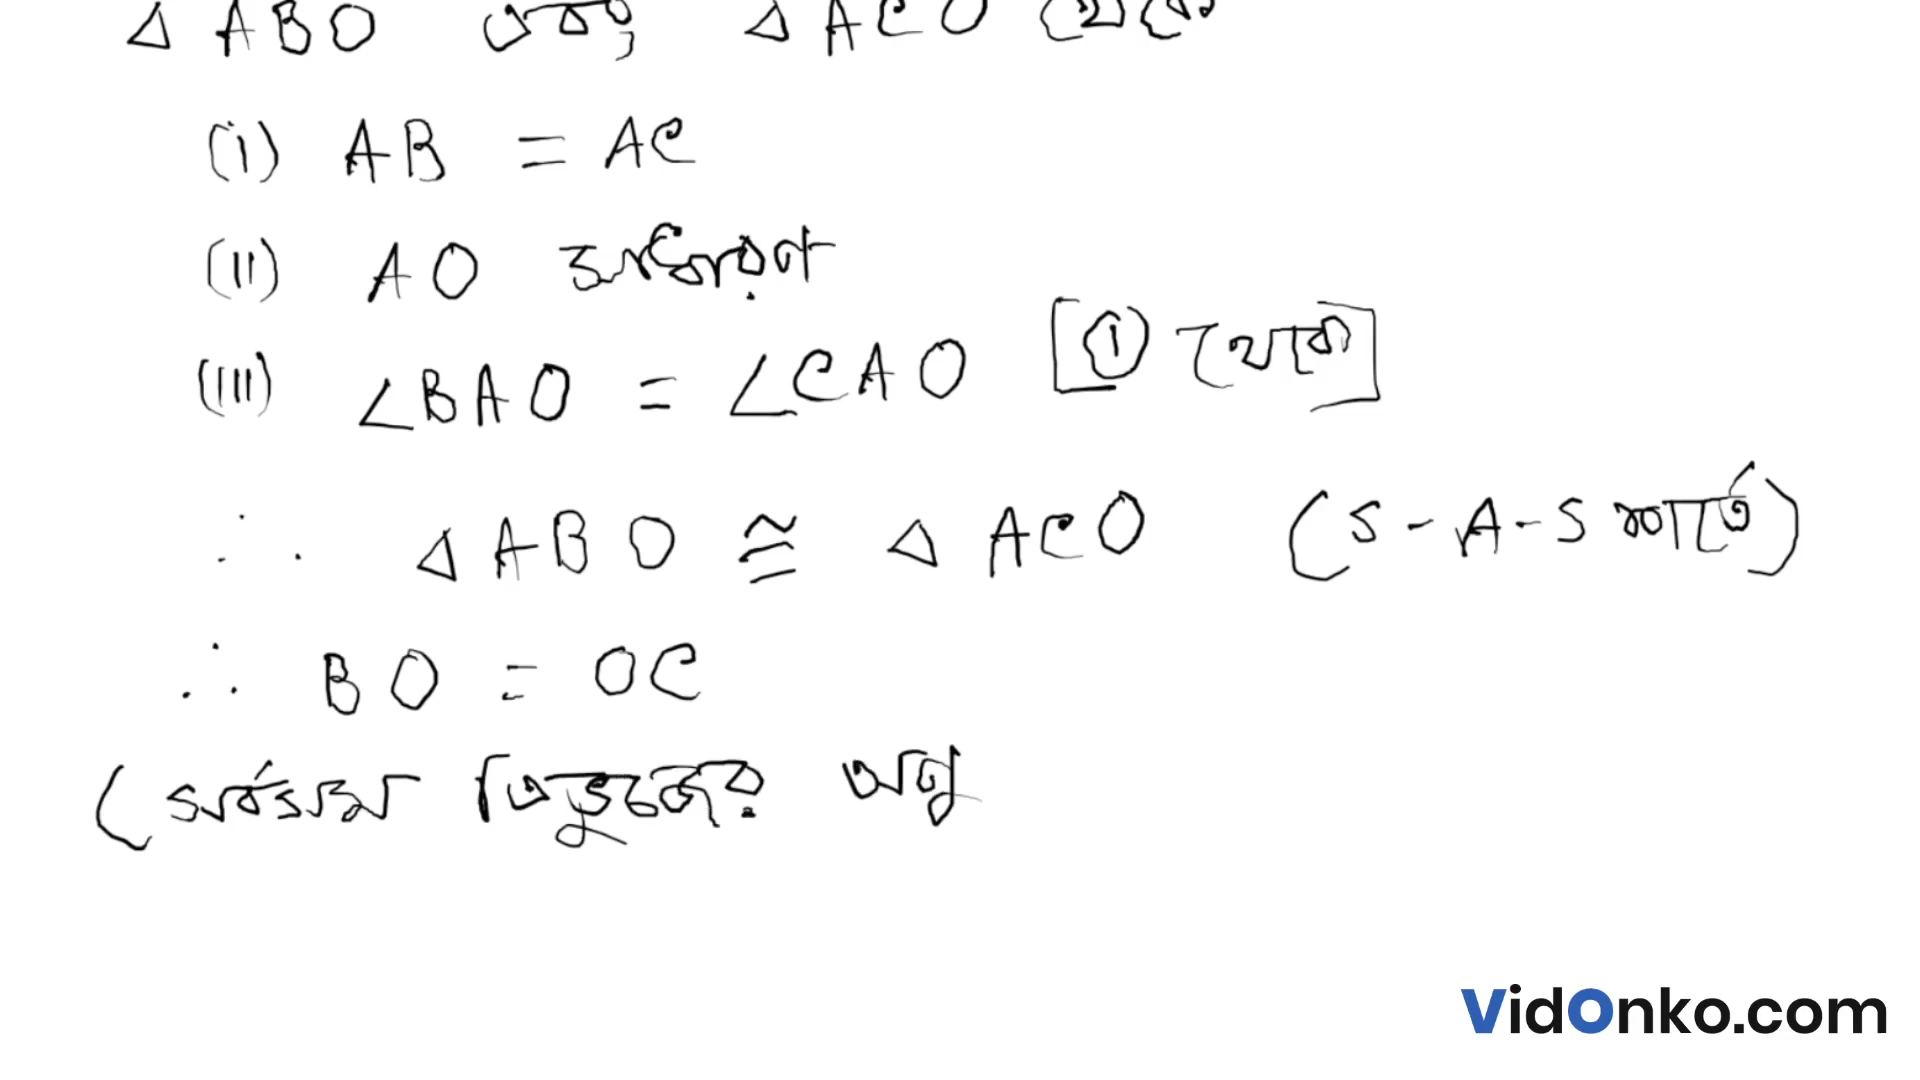 △ ABO এবং △ ACO থেকে
(i) AB = AC
(ii) AO সাধারণ
(iii) ∠BAO = ∠CAO [① থেকে]
∴ △ ABO ≅ △ ACO (S-A-S শর্তে)
∴ BO = OC
(সর্বসম ত্রিভুজের অনু
VidOnko.com